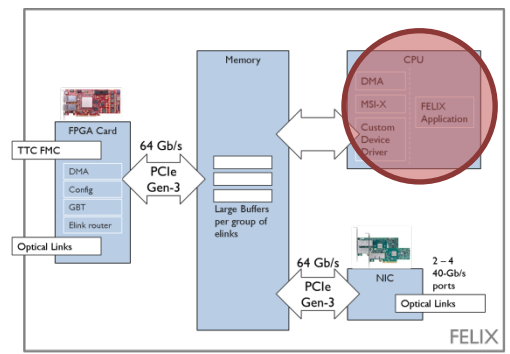 Memory
CPU
DMA
MSI-X
Custom
Device
Driver
FELIX
Application
FPGA Card
TTC FMC
64 Gb/s
PCIe
Gen-3
DMA
Config
GBT
Elink router
Optical Links
Large Buffers
per group of
elinks
64 Gb/s
PCIe
Gen-3
NIC
2 – 4
40-Gb/s
ports
Optical Links
FELIX